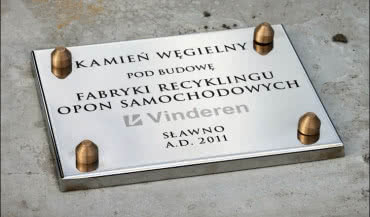 KAMIEŃ WĘGIELNY
POD BUDOWĘ
FABRYKI RECYKLINGU
OPON SAMOCHODOWYCH
Vinderen
SŁAWNO
A.D. 2011